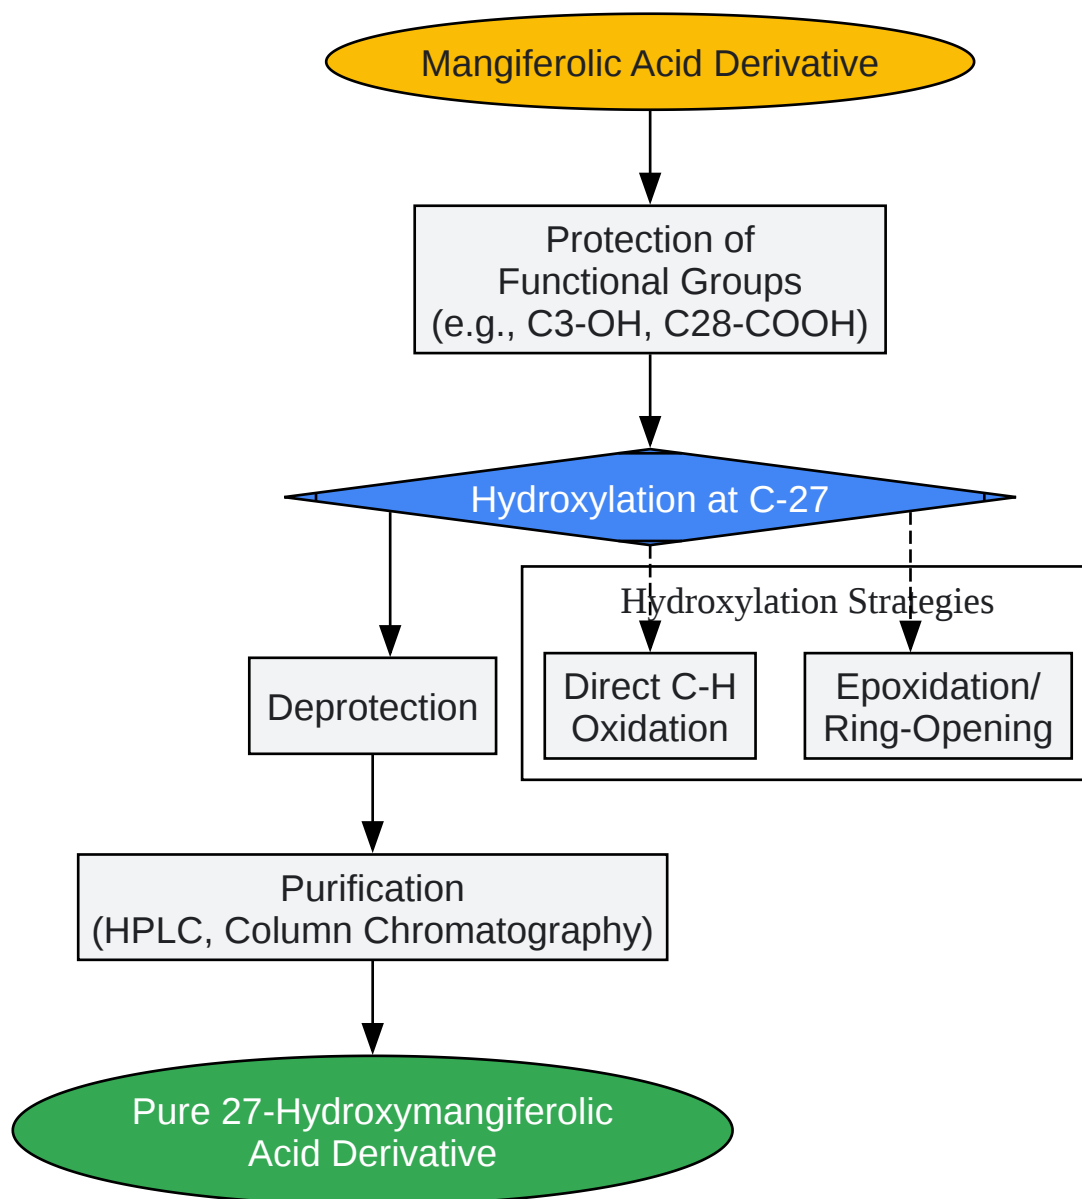 Mangiferolic Acid Derivative
Protection of
Functional Groups
(e.g., C3-OH, C28-COOH)
Hydroxylation at C-27
Hydroxylation Strategies
Deprotection
Direct C-H
Oxidation
Epoxidation/
Ring-Opening
Purification
(HPLC, Column Chromatography)
Pure 27-Hydroxymangiferolic
Acid Derivative